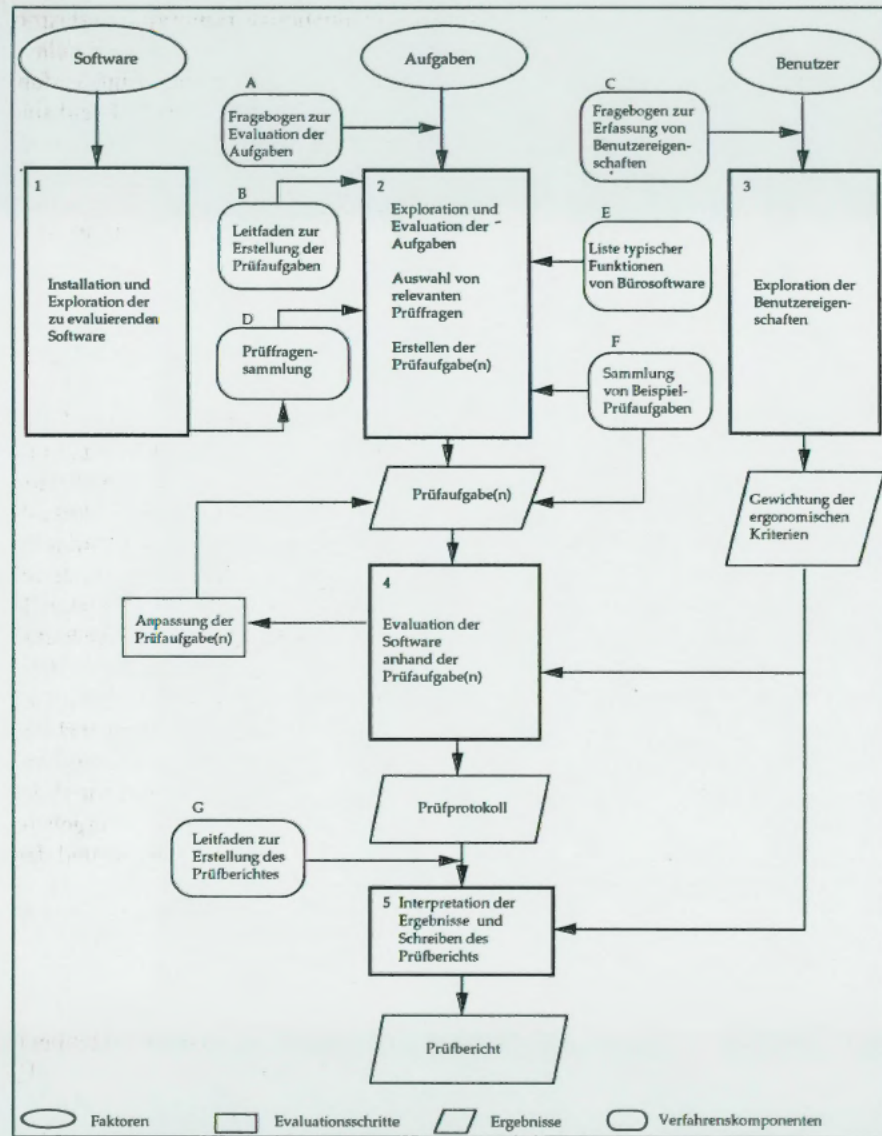 Software
Aufgaben
Benutzer
A
Fragebogen zur
Evaluation der
Aufgaben
C
Fragebogen zur
Erfassung von
Benutzereigen-
schaften
1
Installation und
Exploration der
zu evaluierenden
Software
B
Leitfaden zur
Erstellung der
Prüfaufgaben
D
Prüffragen-
sammlung
2
Exploration und
Evaluation der
Aufgaben
Auswahl von
relevanten
Prüffragen
Erstellen der
Prüfaufgabe(n)
E
Liste typischer
Funktionen
von Bürosoftware
F
Sammlung
von Beispiel-
Prüfaufgaben
3
Exploration der
Benutzereigen-
schaften
Prüfaufgabe(n)
Gewichtung der
ergonomischen
Kriterien
Anpassung der
Prüfaufgabe(n)
4
Evaluation der
Software
anhand der
Prüfaufgabe(n)
Prüfprotokoll
G
Leitfaden zur
Erstellung des
Prüfberichtes
5 Interpretation der
Ergebnisse und
Schreiben des
Prüfberichts
Prüfbericht
Faktoren
Evaluationsschritte
Ergebnisse
Verfahrenskomponenten